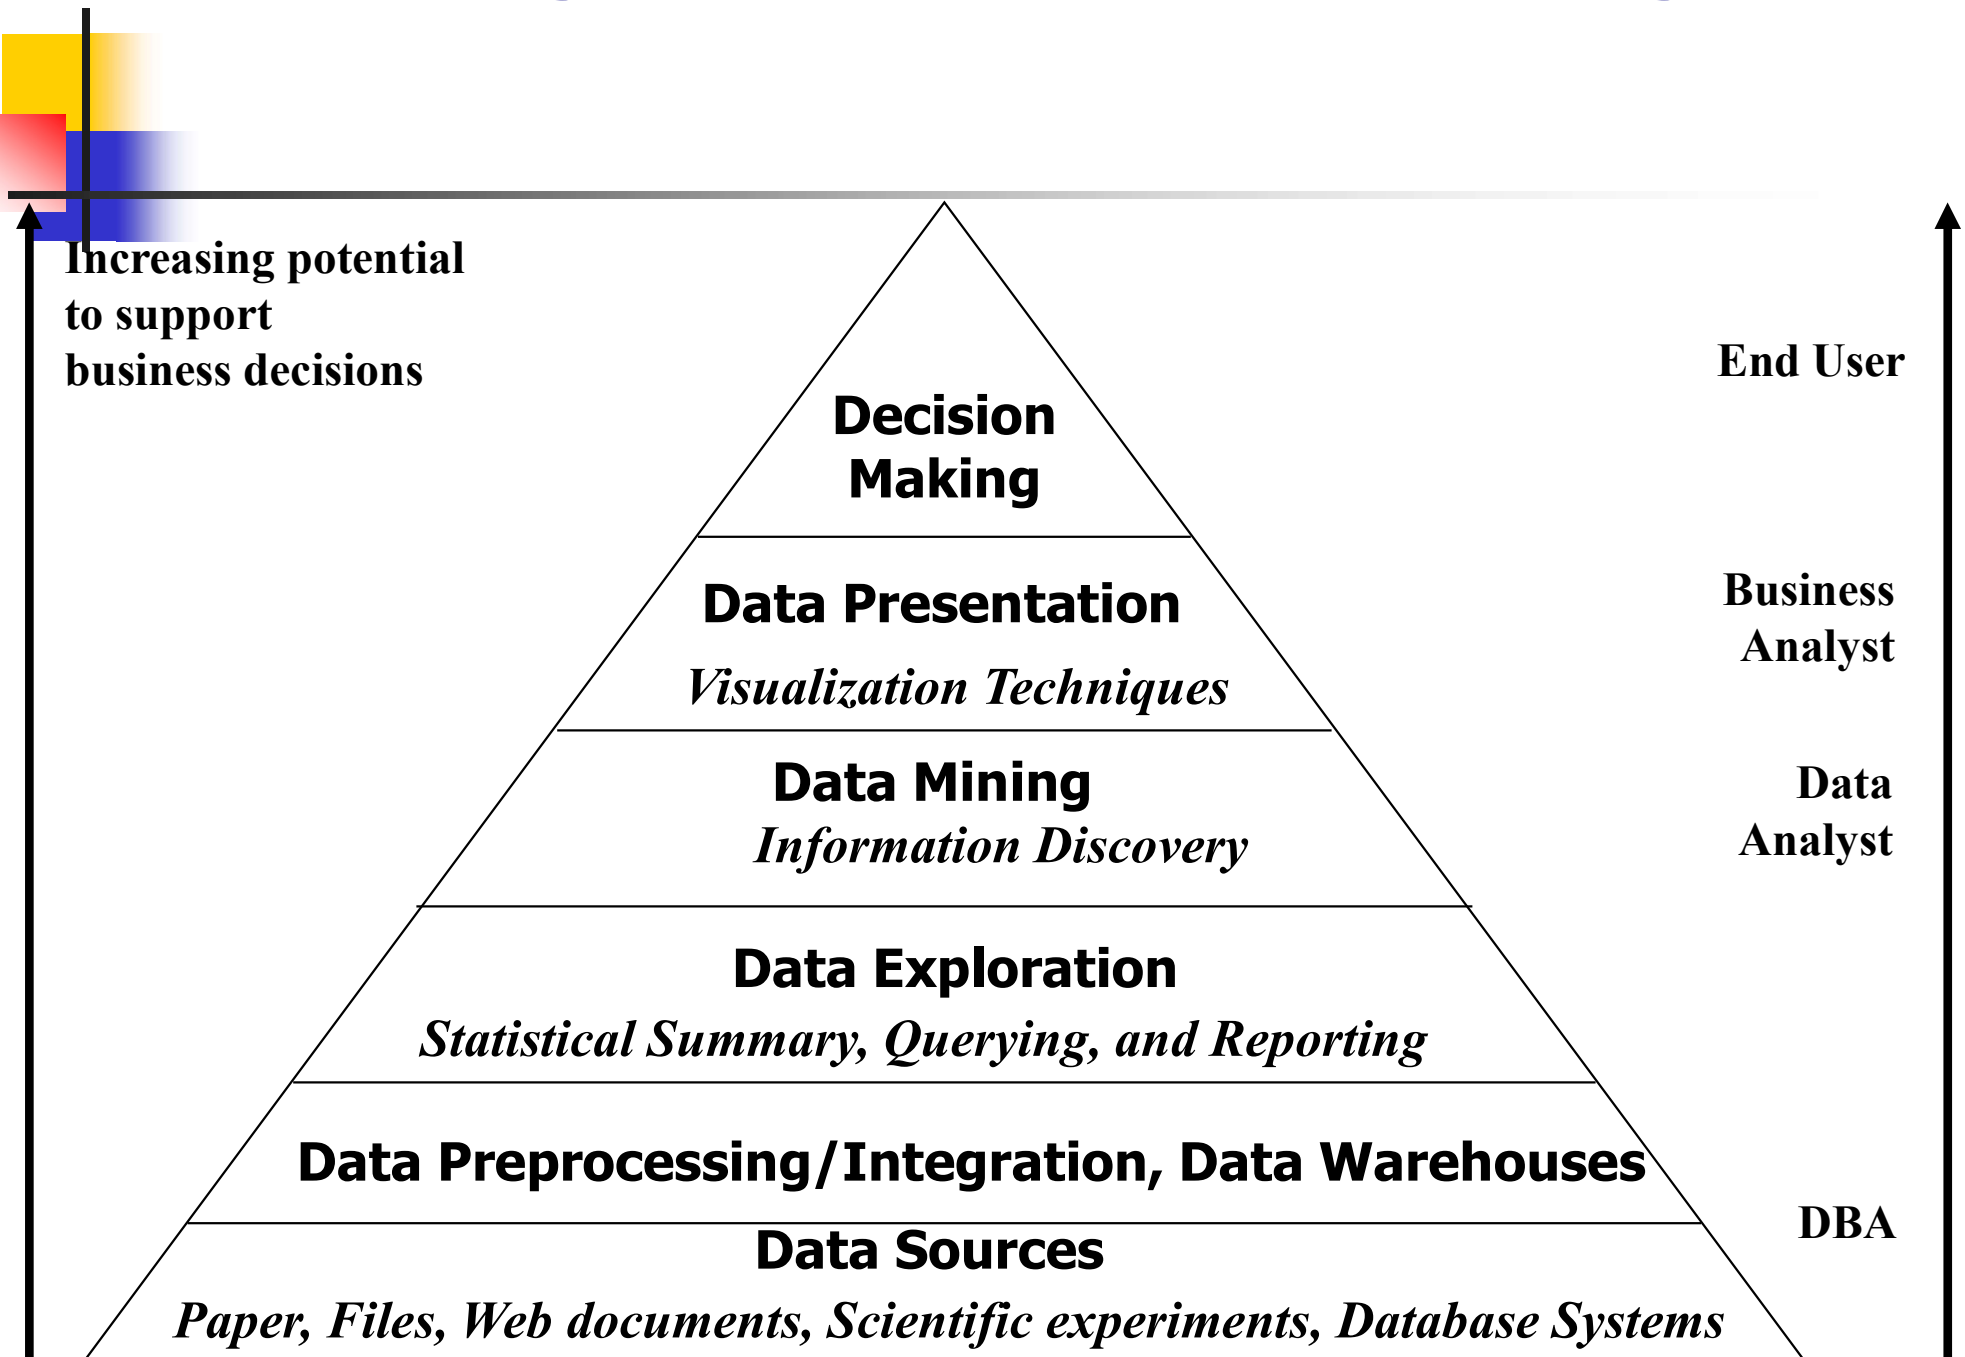 Increasing potential
to support
business decisions
End User
Decision
Making
Data Presentation
Business
Analyst
Visualization Techniques
Data Mining
Data
Analyst
Information Discovery
Data Exploration
Statistical Summary, Querying, and Reporting
Data Preprocessing/Integration, Data Warehouses
DBA
Data Sources
Paper, Files, Web documents, Scientific experiments, Database Systems